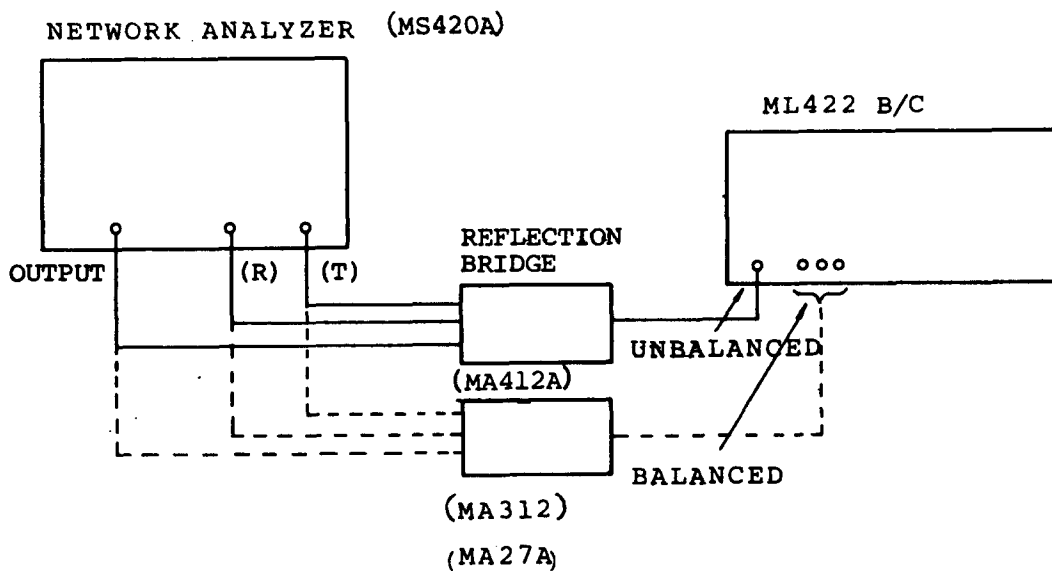 NETWORK ANALYZER (MS420A)
ML422 B/C
OUTPUT
(R)
(T)
REFLECTION
BRIDGE
UNBALANCED
(MA412A)
BALANCED
(MA312)
(MA27A)